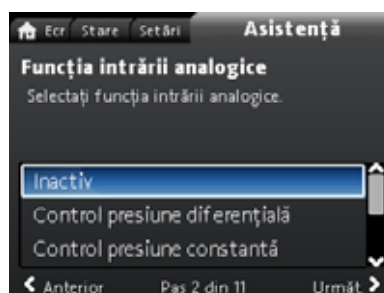 Ecr Stare Setări Asistență
Funcția intrării analogice
Selectați funcția intrării analogice.
Inactiv
Control presiune diferențială
Control presiune constantă
Anterior Pas 2 din 11 Următ